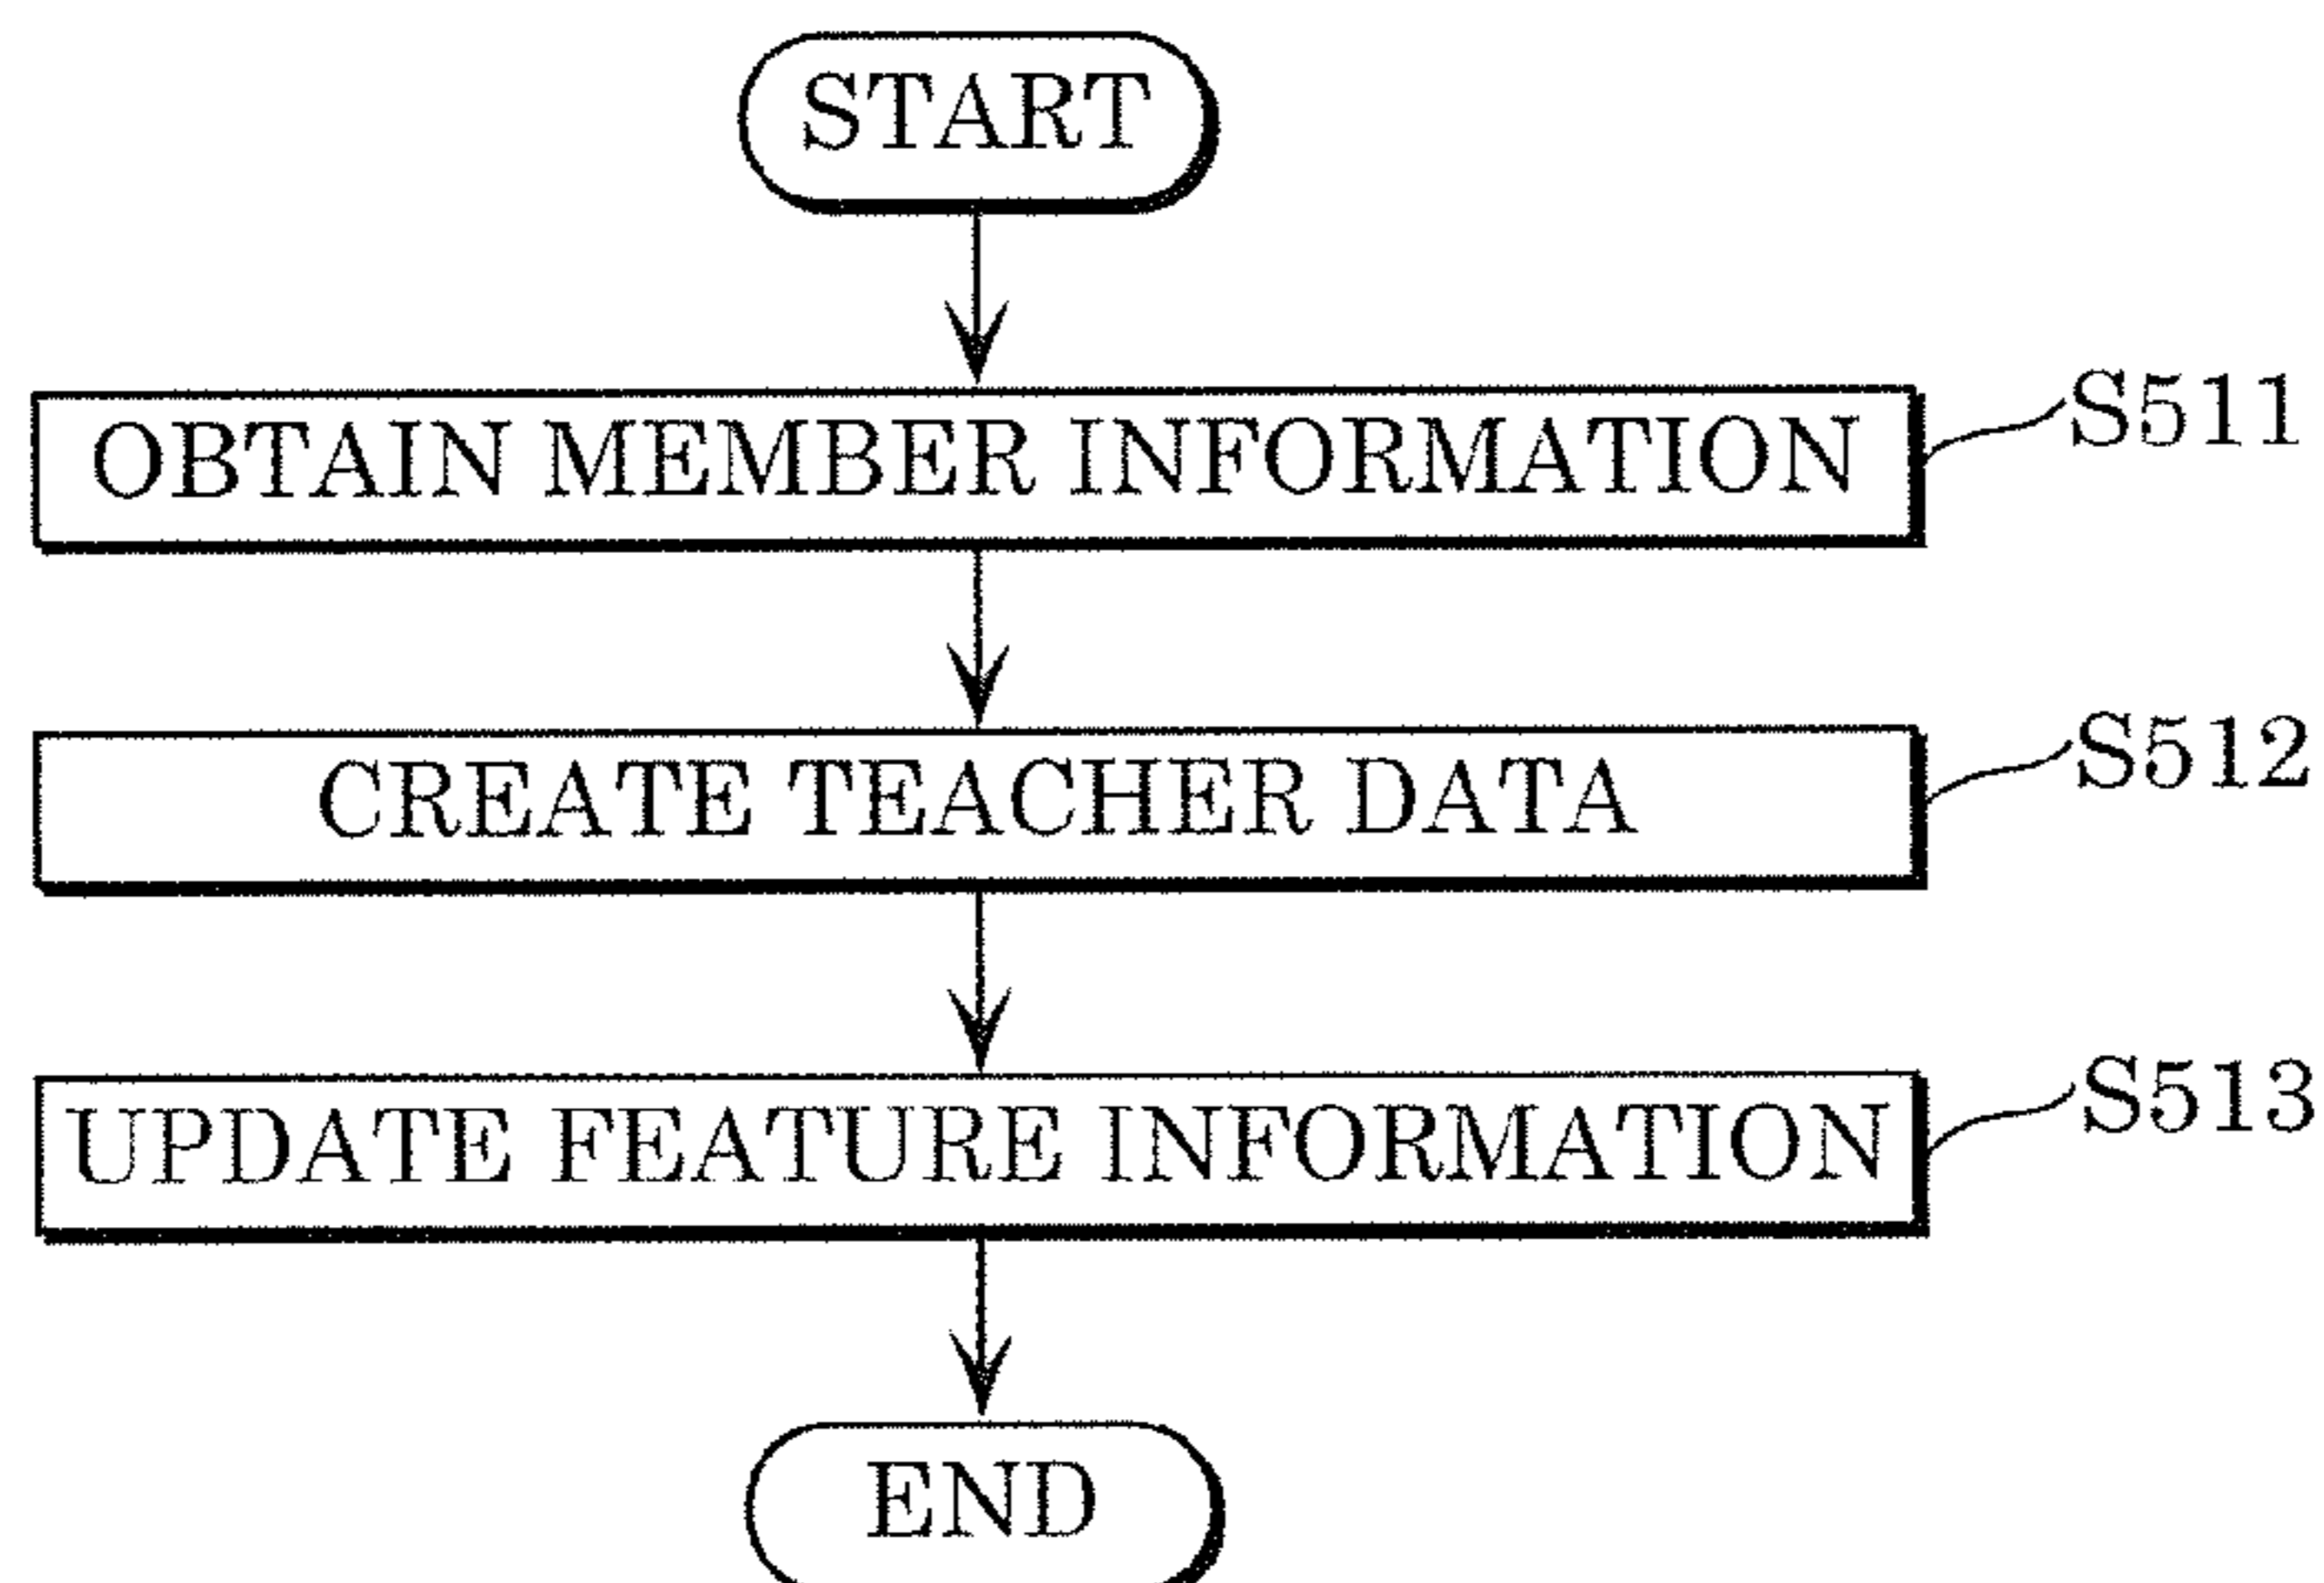 START
OBTAIN MEMBER INFORMATION
S511
CREATE TEACHER DATA
S512
UPDATE FEATURE INFORMATION
S513
END